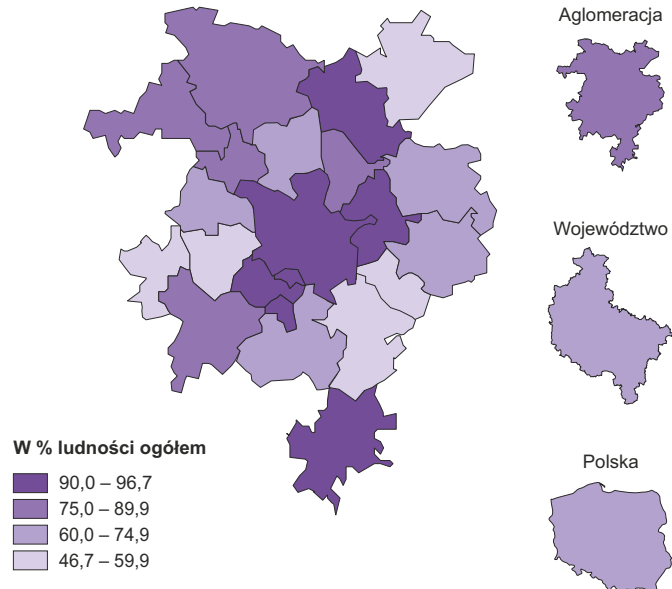 Aglomeracja
Województwo
Polska
W % ludności ogółem
90,0 – 96,7
75,0 – 89,9
60,0 – 74,9
46,7 – 59,9